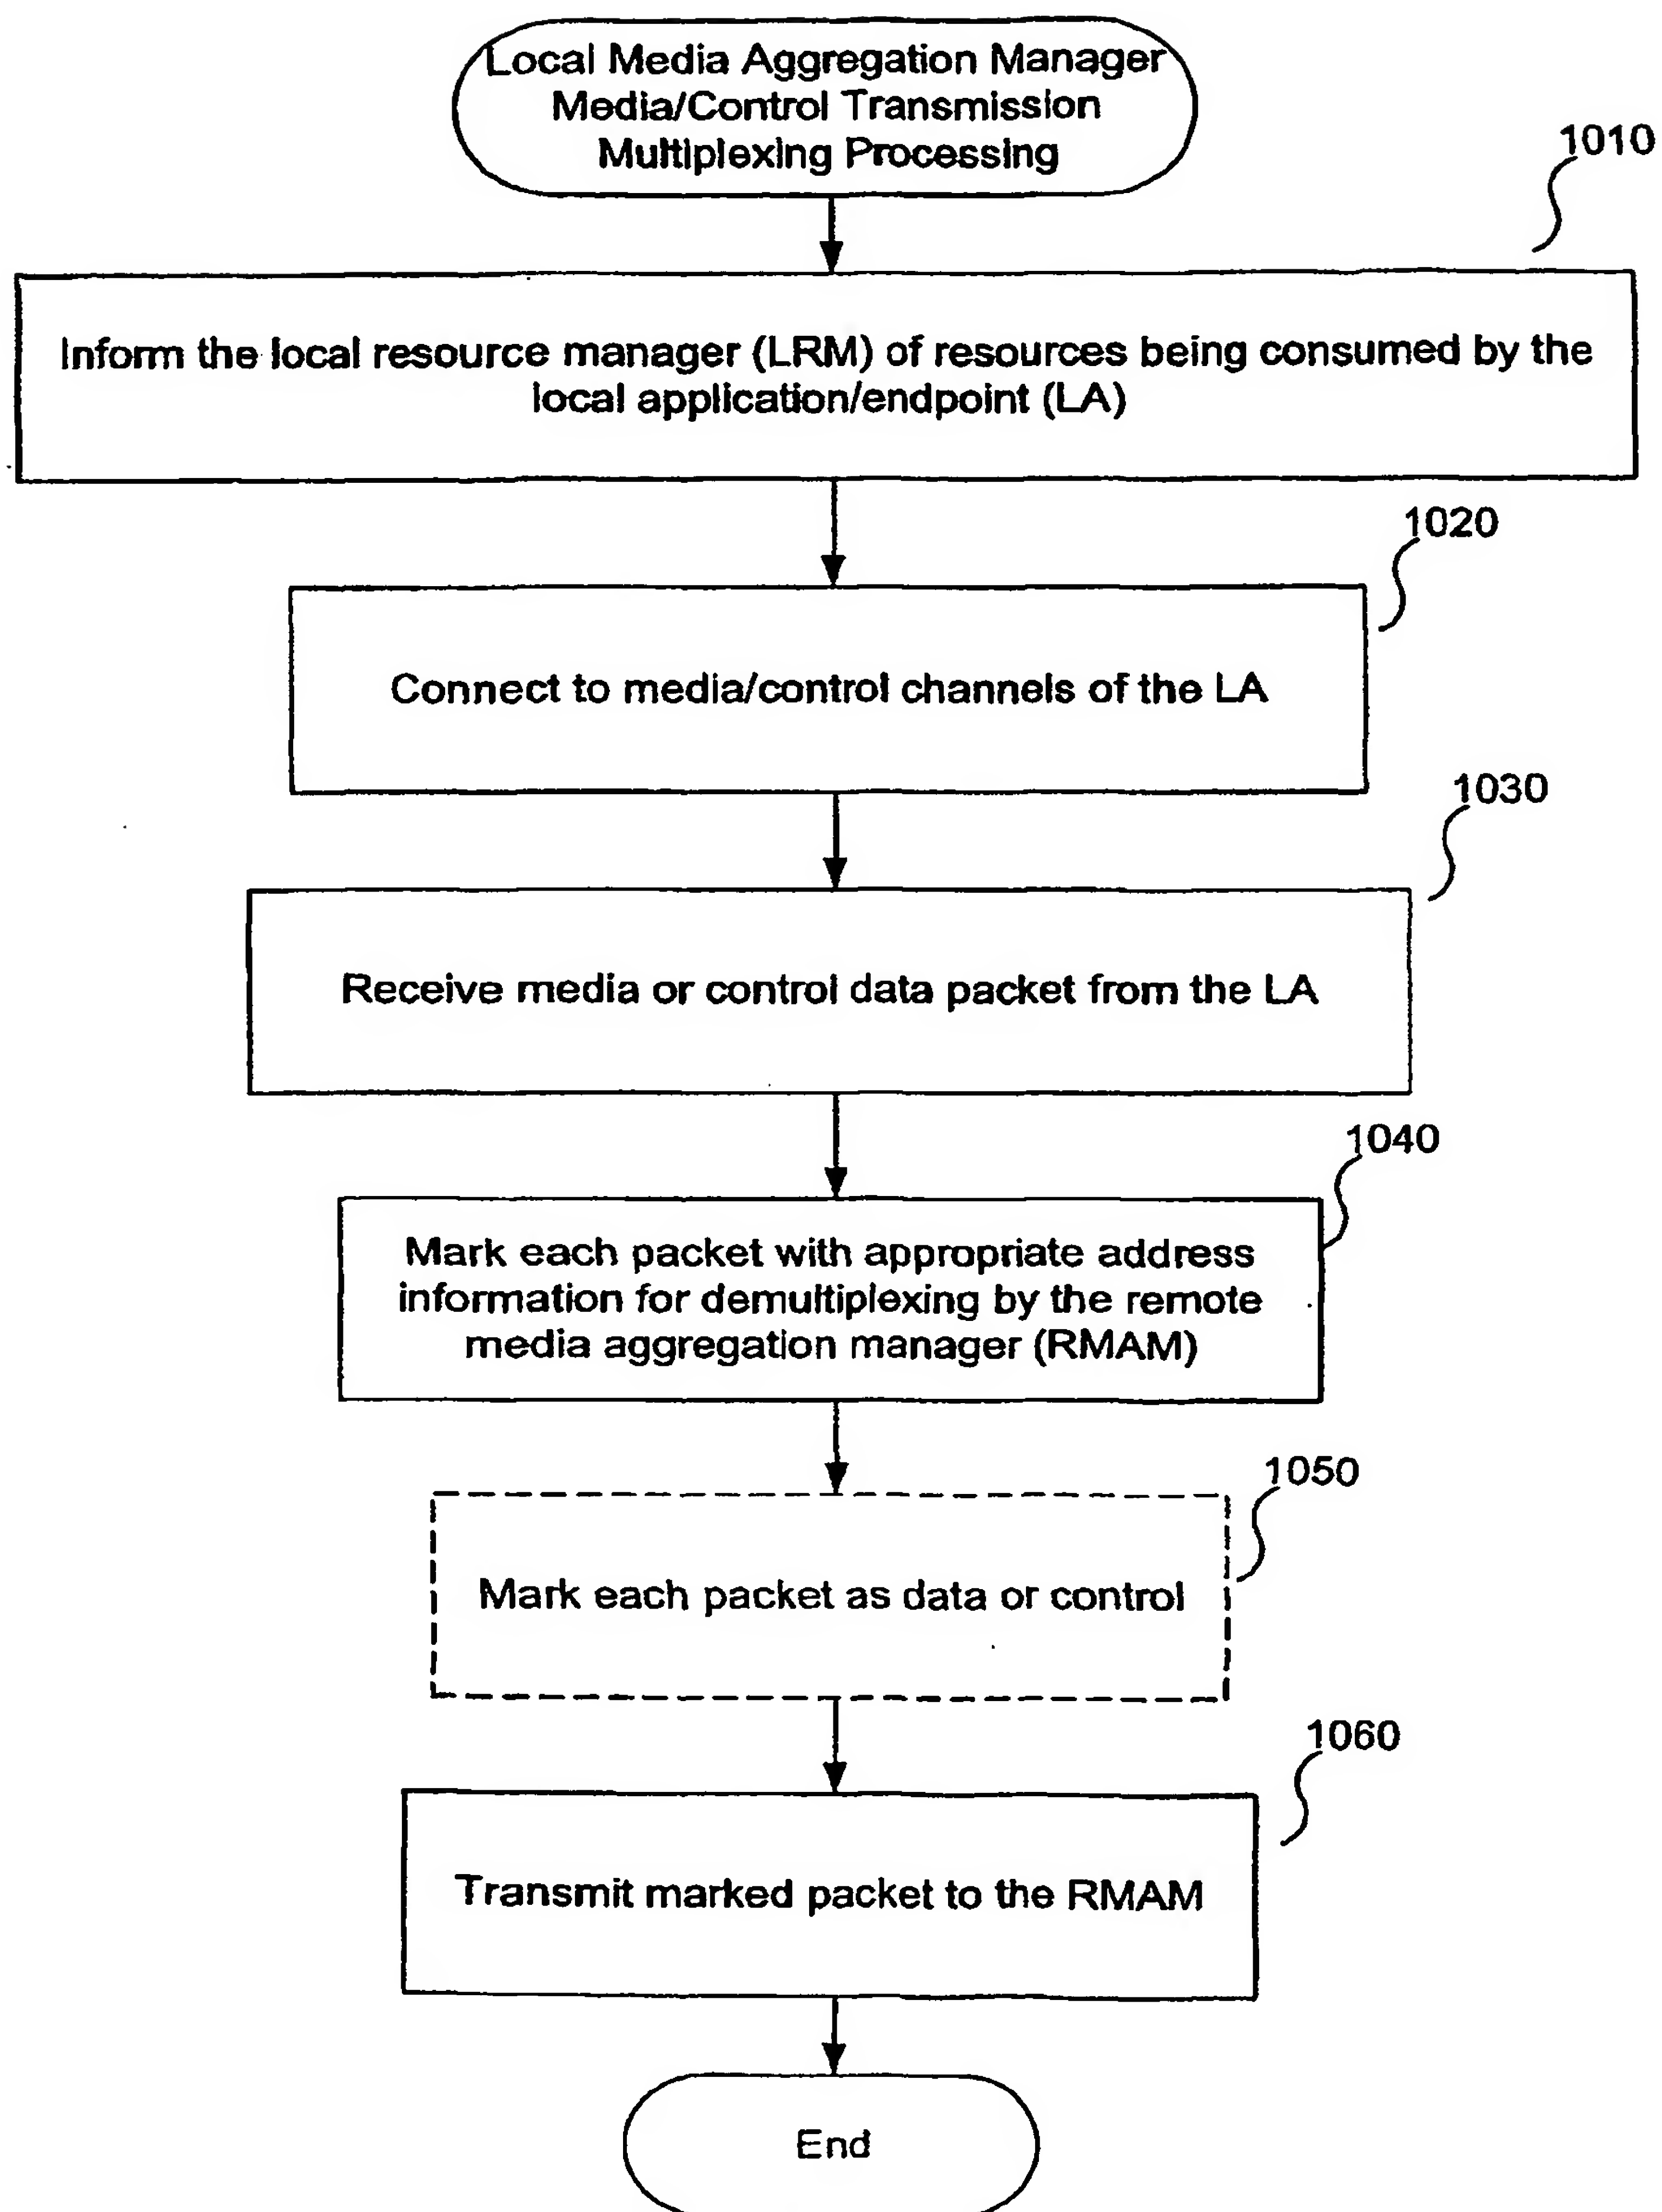 Local Media Aggregation Manager
Media/Control Transmission
Multiplexing Processing
1010
Inform the local resource manager (LRM) of resources being consumed by the
local application/endpoint (LA)
1020
Connect to media/control channels of the LA
1030
Receive media or control data packet from the LA
1040
Mark each packet with appropriate address
information for demultiplexing by the remote
media aggregation manager (RMAM)
1050
Mark each packet as data or control
1060
Transmit marked packet to the RMAM
End